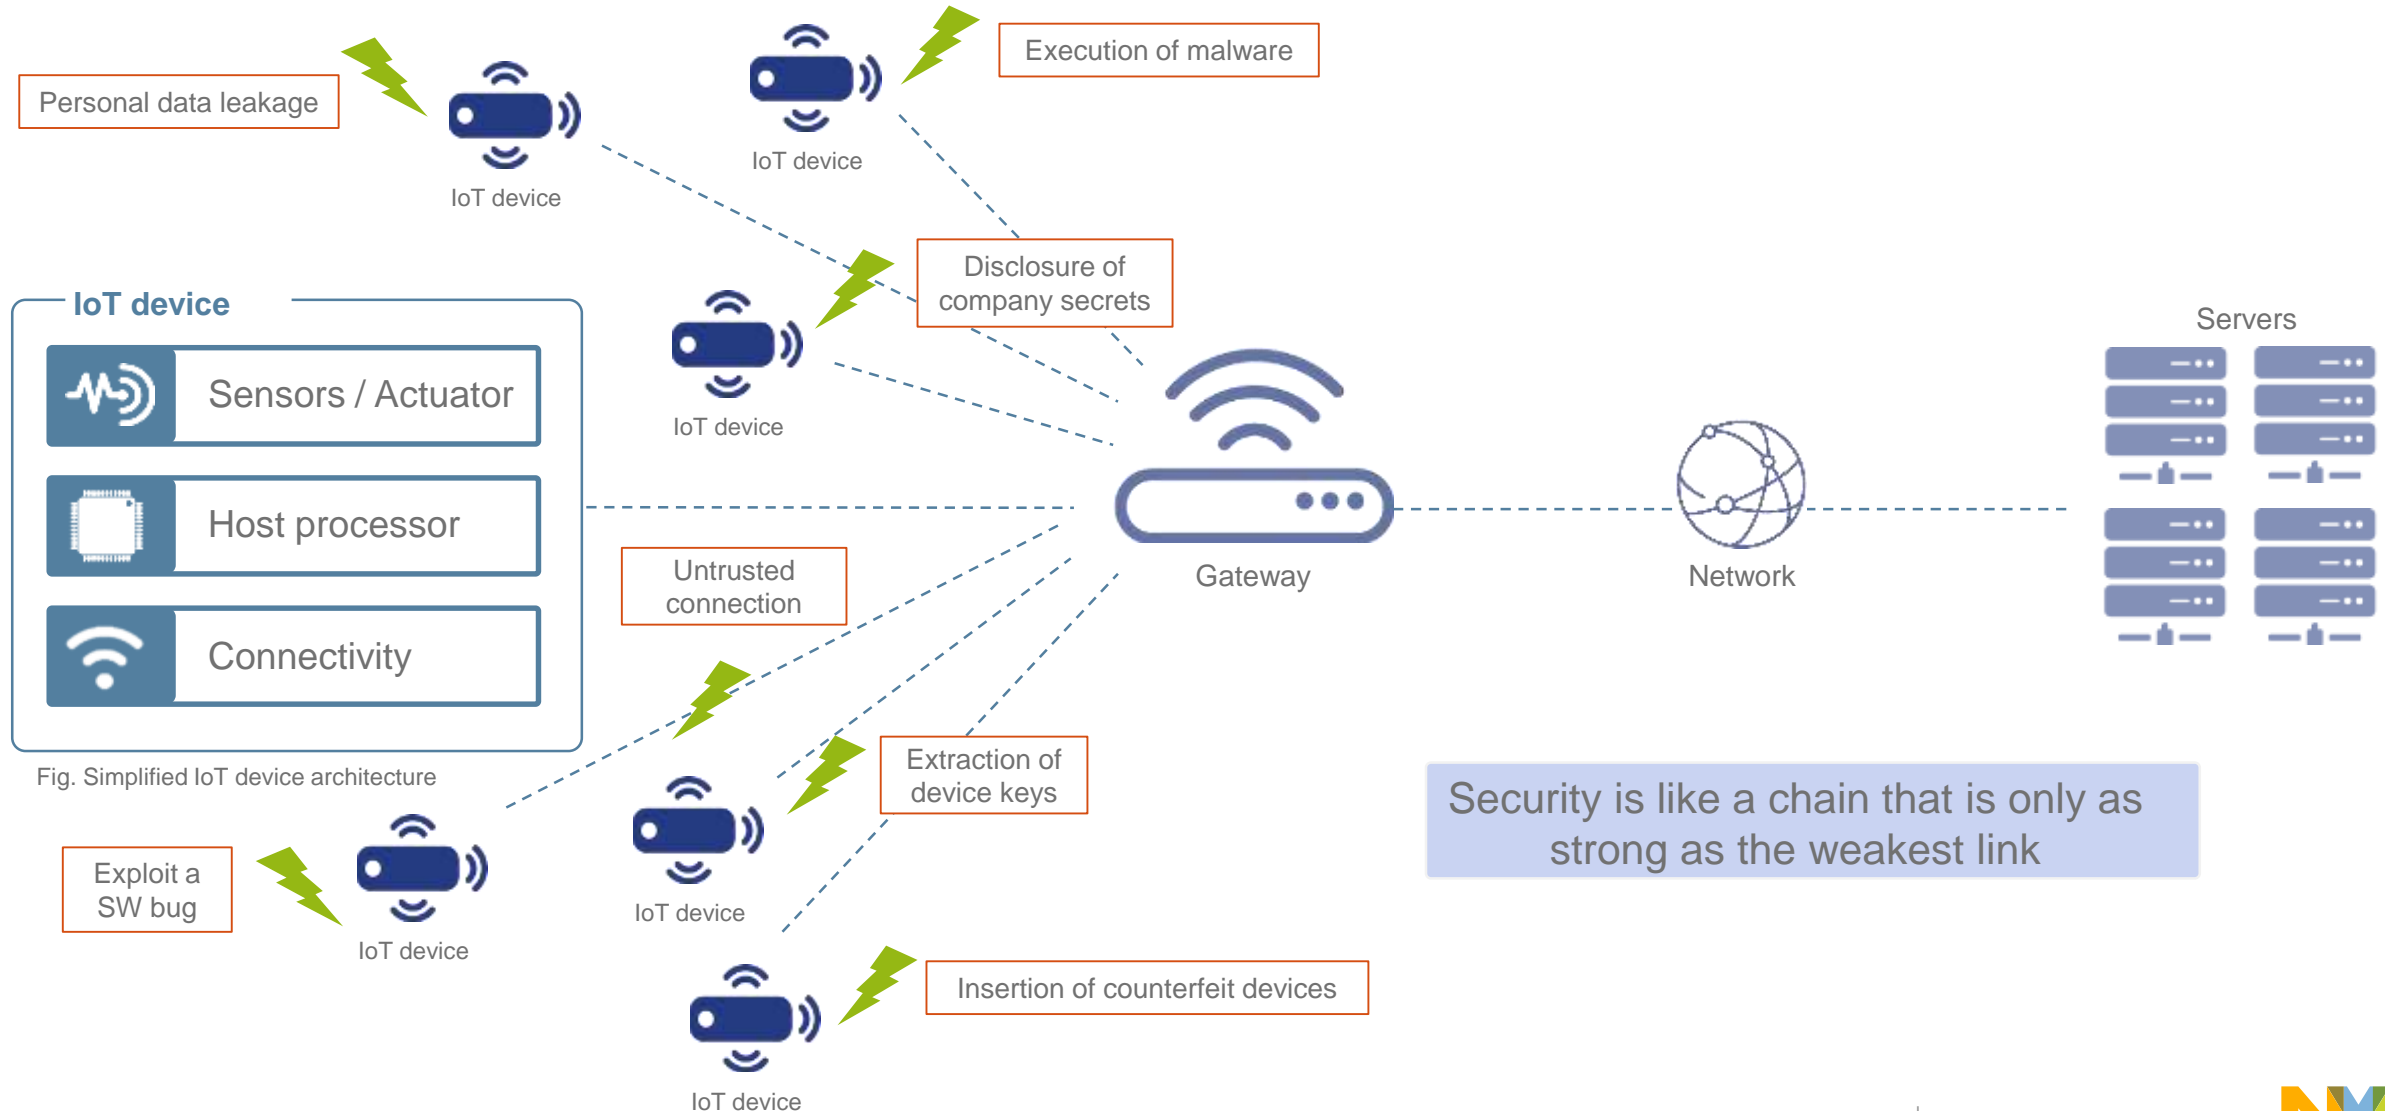 Execution of malware
Personal data leakage
IoT device
IoT device
Disclosure of
company secrets
IoT device
Sensors / Actuator
Host processor
Connectivity
Fig. Simplified IoT device architecture
IoT device
Servers
Gateway
Network
Untrusted
connection
Extraction of
device keys
Security is like a chain that is only as
strong as the weakest link
Exploit a
SW bug
IoT device
IoT device
Insertion of counterfeit devices
IoT device